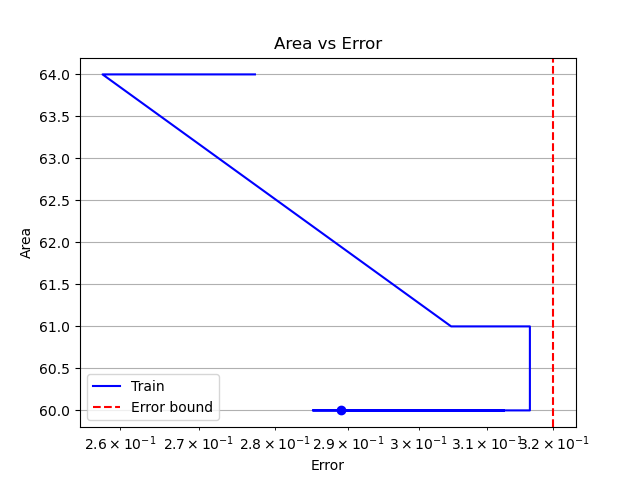 Area vs Error
64.0
63.5
63.0
62.5
62.0
61.5
61.0
60.5
60.0
Area
Train
Error bound
2.6 × 10⁻¹ 2.7 × 10⁻¹ 2.8 × 10⁻¹ 2.9 × 10⁻¹ 3 × 10⁻¹ 3.1 × 10⁻¹ 3.2 × 10⁻¹
Error